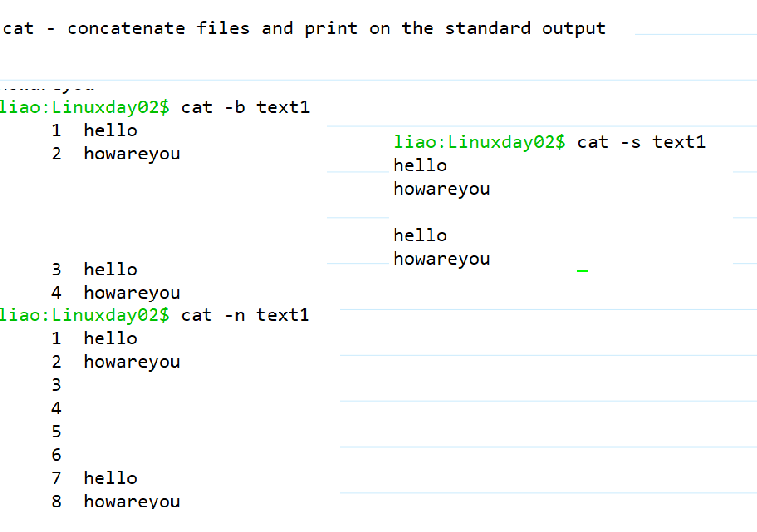 cat - concatenate files and print on the standard output
liao:Linuxday02$ cat -b text1
1 hello
2 howareyou
3 hello
4 howareyou
liao:Linuxday02$ cat -n text1
1 hello
2 howareyou
3
4
5
6
7 hello
8 howareyou
liao:Linuxday02$ cat -s text1
hello
howareyou
hello
howareyou